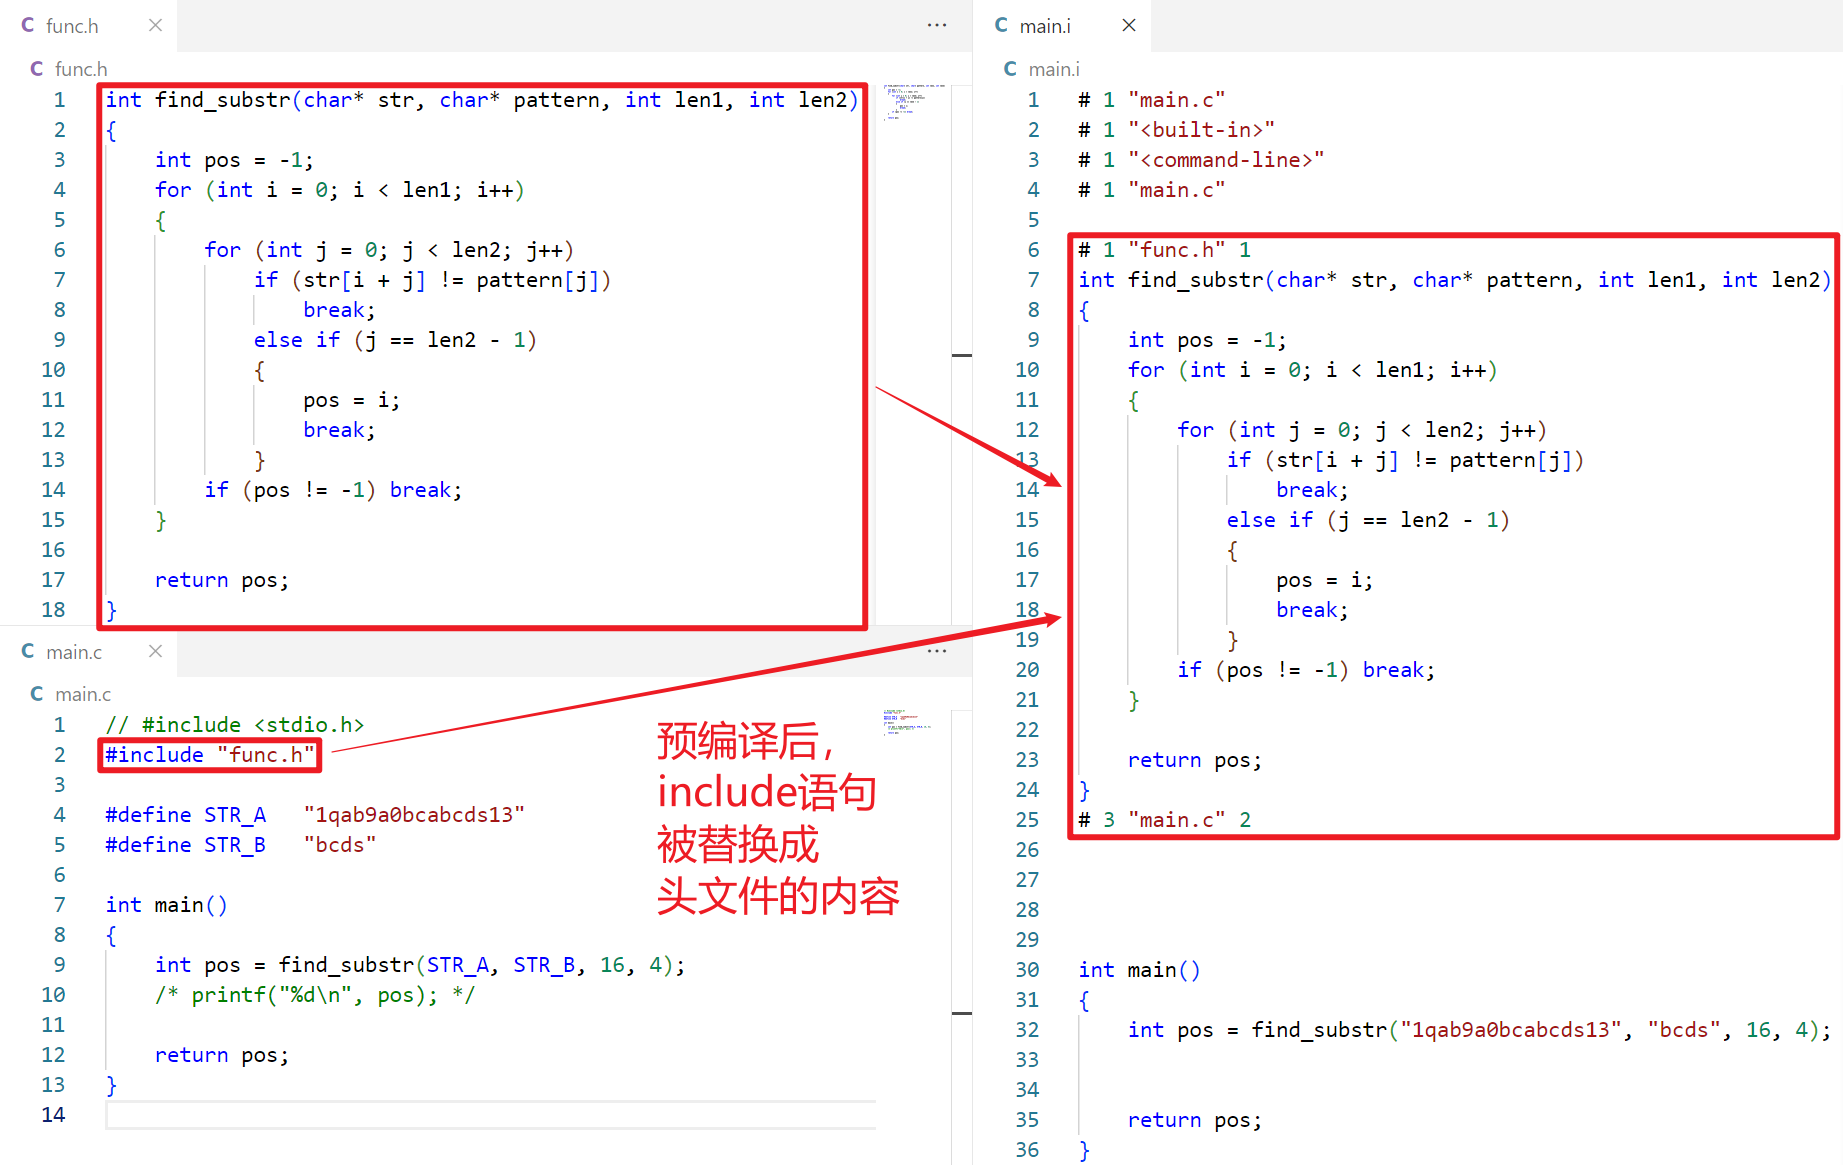 func.h
func.h
1 int find_substr(char* str, char* pattern, int len1, int len2)
2 {
3     int pos = -1;
4     for (int i = 0; i < len1; i++)
5     {
6         for (int j = 0; j < len2; j++)
7             if (str[i + j] != pattern[j])
8                 break;
9             else if (j == len2 - 1)
10             {
11                 pos = i;
12                 break;
13             }
14         if (pos != -1) break;
15     }
16
17     return pos;
18 }
main.c
main.c
1 // #include <stdio.h>
2 #include "func.h"
3
4 #define STR_A   "1qab9a0bcabcds13"
5 #define STR_B   "bcds"
6
7 int main()
8 {
9     int pos = find_substr(STR_A, STR_B, 16, 4);
10     /* printf("%d\n", pos); */
11
12     return pos;
13 }
14
预编译后，
include语句
被替换成
头文件的内容
main.i
main.i
1 # 1 "main.c"
2 # 1 "<built-in>"
3 # 1 "<command-line>"
4 # 1 "main.c"
5
6 # 1 "func.h" 1
7 int find_substr(char* str, char* pattern, int len1, int len2)
8 {
9     int pos = -1;
10     for (int i = 0; i < len1; i++)
11     {
12         for (int j = 0; j < len2; j++)
13             if (str[i + j] != pattern[j])
14                 break;
15             else if (j == len2 - 1)
16             {
17                 pos = i;
18                 break;
19             }
20         if (pos != -1) break;
21     }
22
23     return pos;
24 }
25 # 3 "main.c" 2
26
27
28
29
30 int main()
31 {
32     int pos = find_substr("1qab9a0bcabcds13", "bcds", 16, 4);
33
34
35     return pos;
36 }